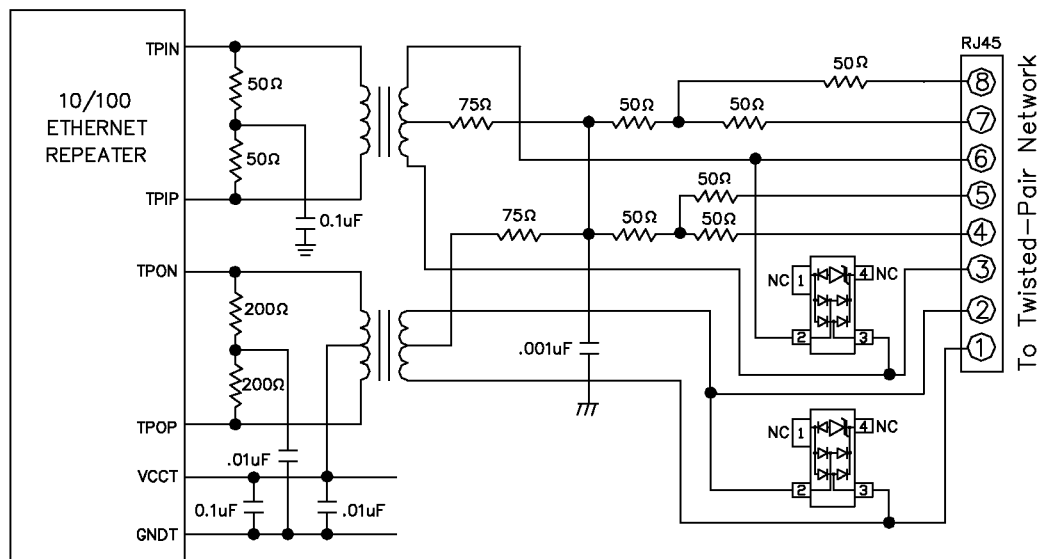 10/100
ETHERNET
REPEATER
TPIN
TPIP
TPON
TPOP
VCCT
GNDT
50Ω
50Ω
0.1uF
200Ω
200Ω
.01uF
0.1uF
.01uF
75Ω
75Ω
50Ω
50Ω
50Ω
50Ω
50Ω
50Ω
.001uF
NC
1
4
NC
2
3
NC
1
4
NC
2
3
RJ45
8
7
6
5
4
3
2
1
To Twisted-Pair Network